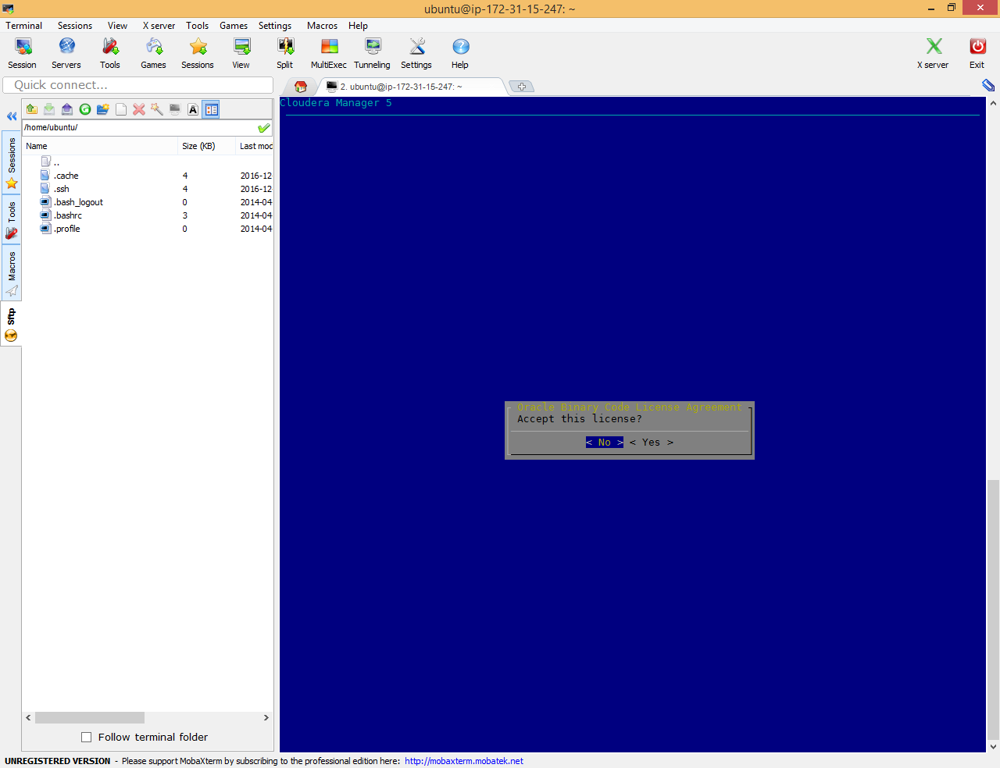 ubuntu@ip-172-31-15-247: ~
Terminal Sessions View X server Tools Games Settings Macros Help
Session Servers Tools Games Sessions View Split MultiExec Tunneling Settings Help X server Exit
Quick connect...
2. ubuntu@ip-172-31-15-247: ~
Sessions
Tools
Macros
Sftp
/home/ubuntu/
Name Size (KB) Last mod
..
.cache 4 2016-12
.ssh 4 2016-12
.bash_logout 0 2014-04
.bashrc 3 2014-04
.profile 0 2014-04
Follow terminal folder
Cloudera Manager 5
Oracle Binary Code License Agreement
Accept this license?
< No > < Yes >
UNREGISTERED VERSION - Please support MobaXterm by subscribing to the professional edition here: http://mobaxterm.mobatek.net